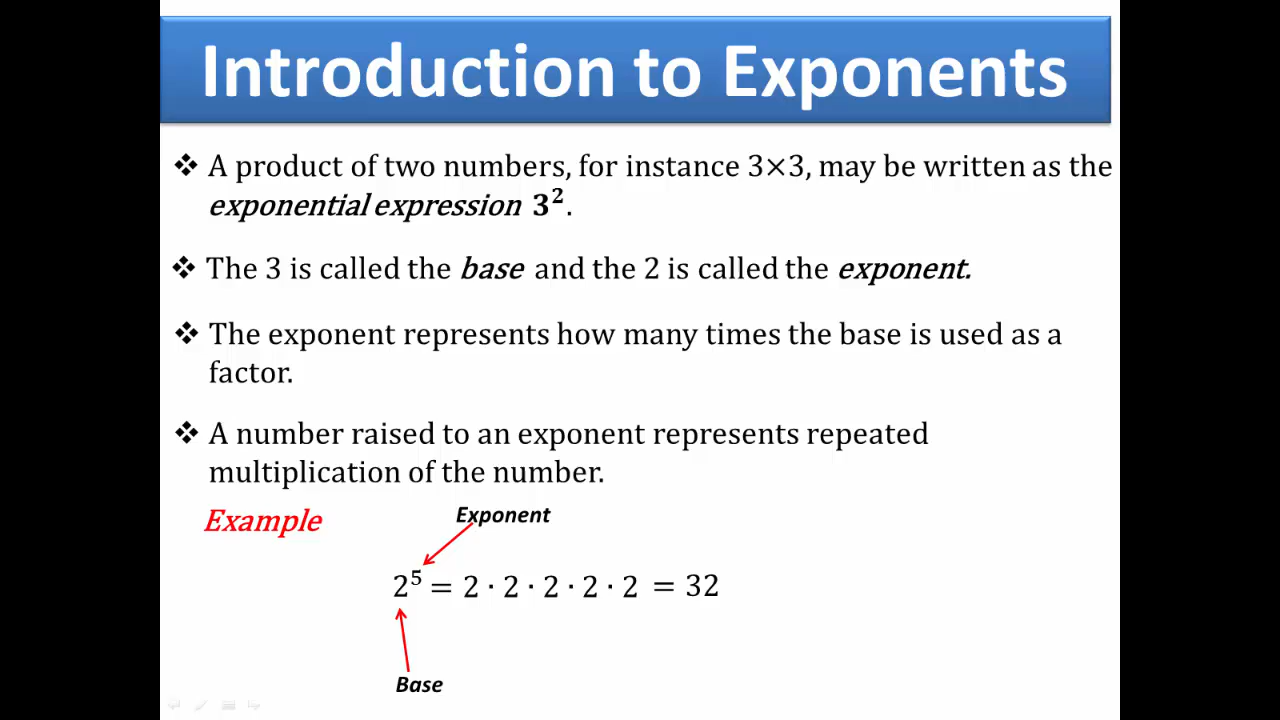 Introduction to Exponents
❖ A product of two numbers, for instance 3×3, may be written as the
exponential expression 3².
❖ The 3 is called the base and the 2 is called the exponent.
❖ The exponent represents how many times the base is used as a
factor.
❖ A number raised to an exponent represents repeated
multiplication of the number.
Example
Exponent
2⁵ = 2 · 2 · 2 · 2 · 2 = 32
Base